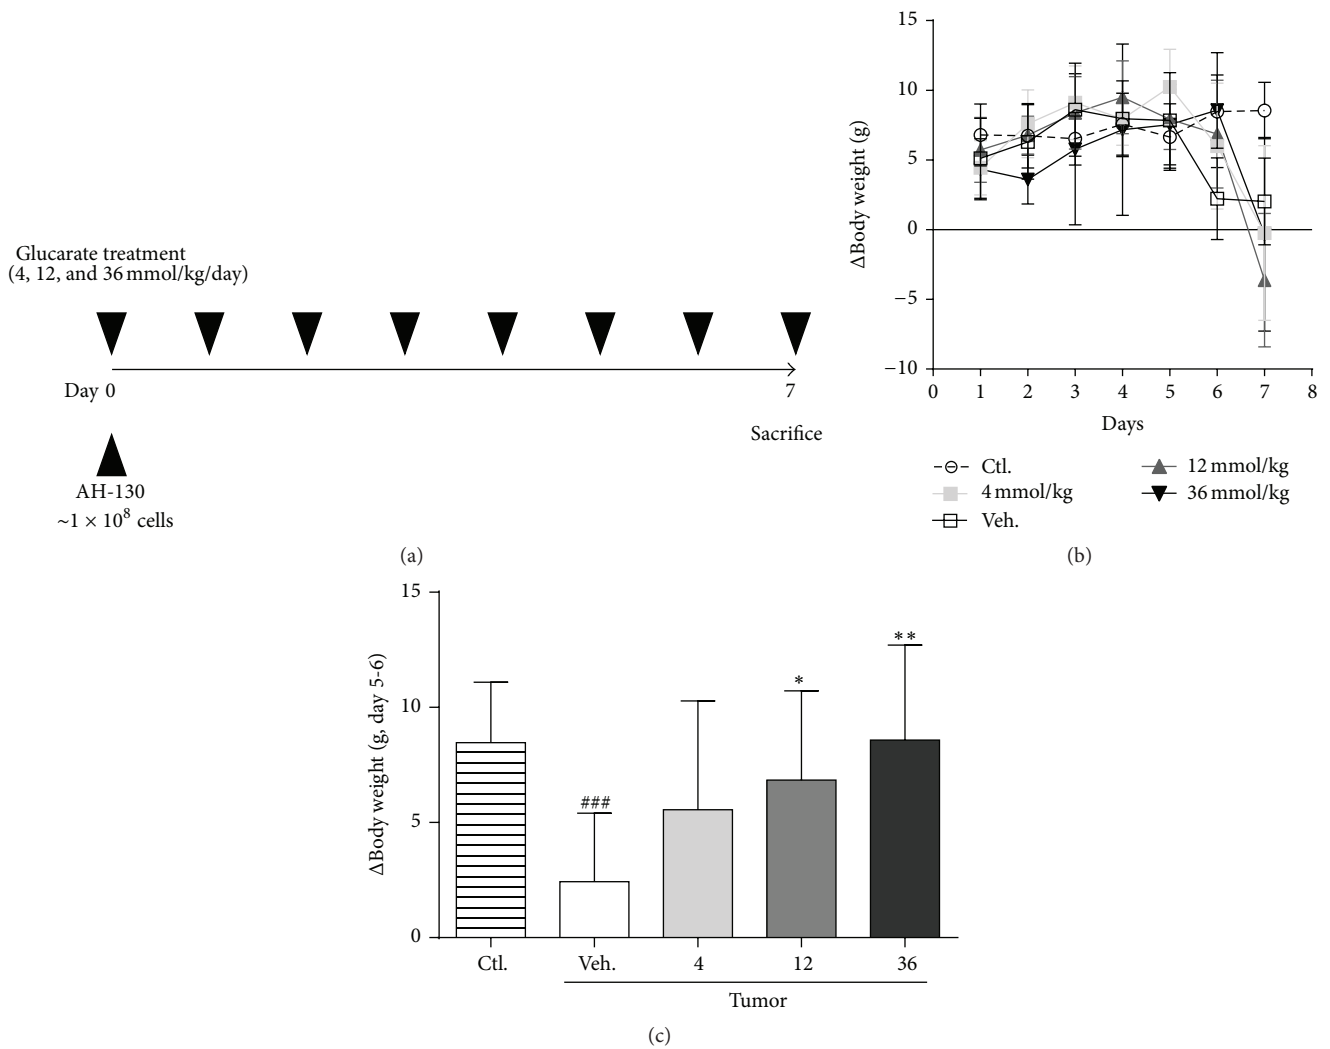 Glucarate treatment
(4, 12, and 36 mmol/kg/day)
Day 0
7
Sacrifice
AH-130
~1 × 10⁸ cells
(a)
ΔBody weight (g)
15
10
5
0
−5
−10
0 1 2 3 4 5 6 7 8
Days
Ctl.
4 mmol/kg
Veh.
12 mmol/kg
36 mmol/kg
(b)
ΔBody weight (g, day 5-6)
15
10
5
0
###
*
**
Ctl. Veh. 4 12 36
Tumor
(c)